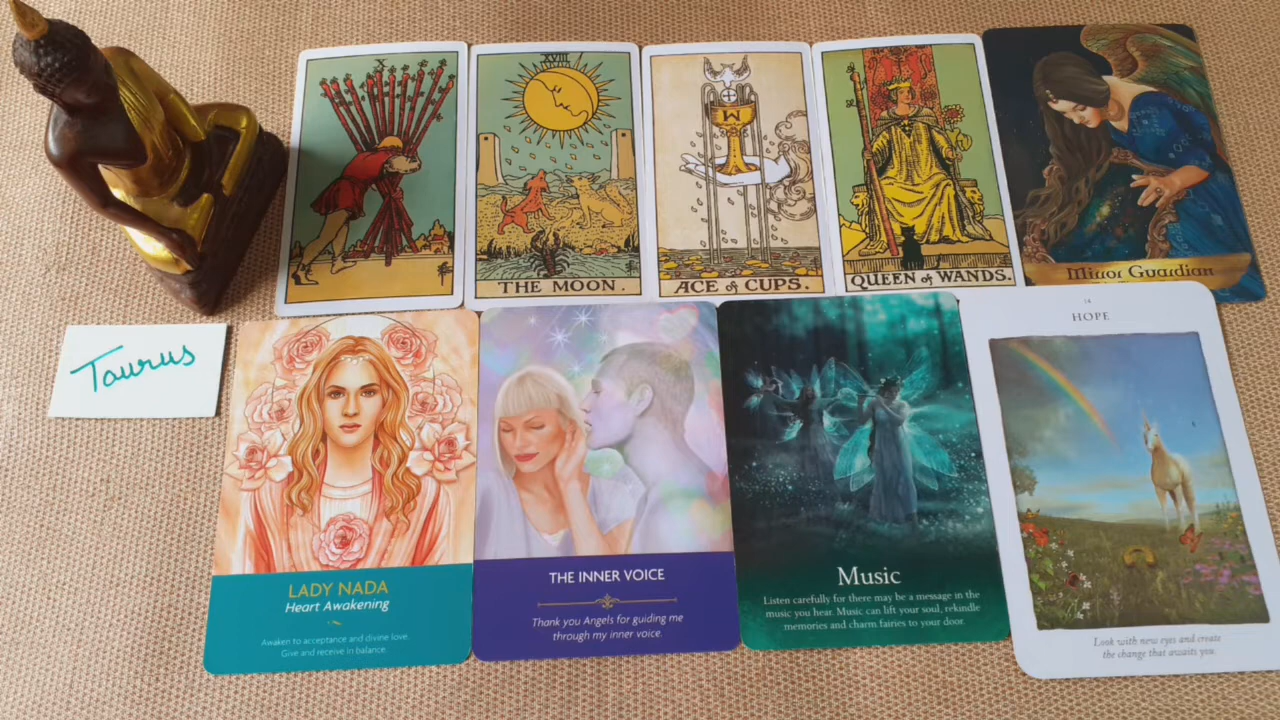 X
XVIII
THE MOON.
ACE of CUPS.
QUEEN of WANDS.
Mirror Guardian
Taurus
LADY NADA
Heart Awakening
Awaken to acceptance and divine love.
Give and receive in balance.
THE INNER VOICE
Thank you Angels for guiding me
through my inner voice.
Music
Listen carefully for there may be a message in the
music you hear. Music can lift your soul, rekindle
memories and charm fairies to your door.
14
HOPE
Look with new eyes and create
the change that awaits you.